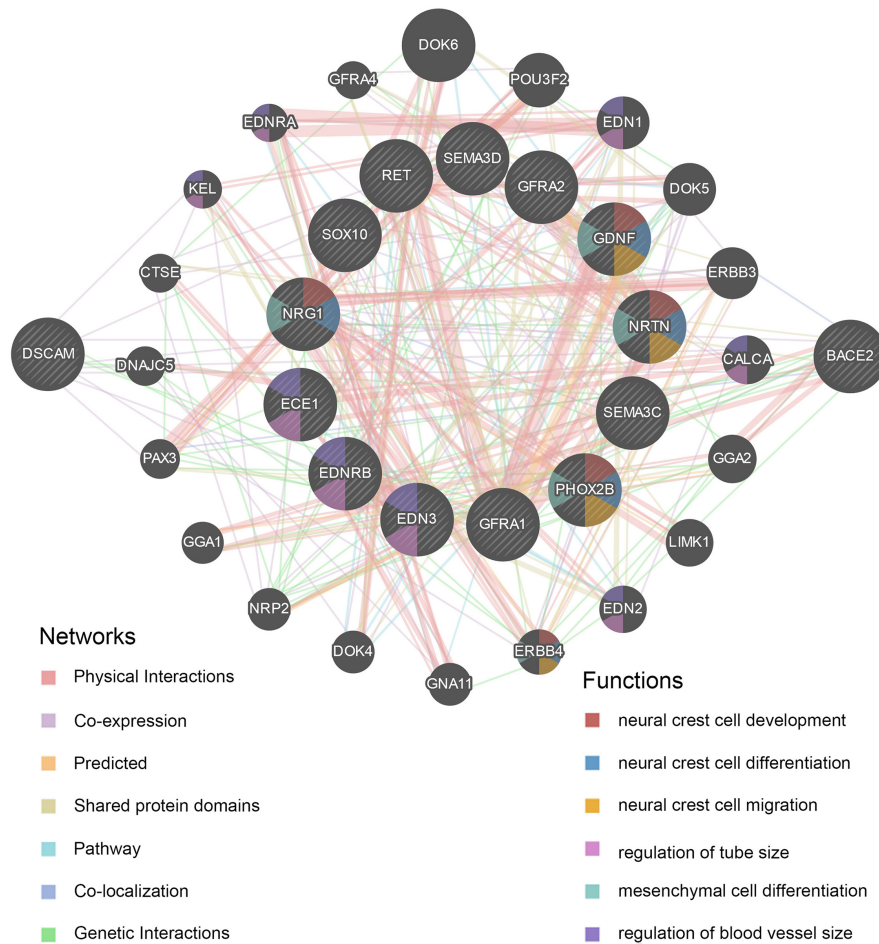 DOK6
GFRA4
POU3F2
EDNRA
EDN1
SEMA3D
RET
GFRA2
KEL
DOK5
SOX10
GDNF
CTSE
ERBB3
NRG1
NRTN
DSCAM
DNAJC5
CALCA
BACE2
ECE1
SEMA3C
PAX3
EDNRB
GGA2
PHOX2B
EDN3
GFRA1
GGA1
LIMK1
NRP2
EDN2
DOK4
ERBB4
GNA11
Networks
Physical Interactions
Co-expression
Predicted
Shared protein domains
Pathway
Co-localization
Genetic Interactions
Functions
neural crest cell development
neural crest cell differentiation
neural crest cell migration
regulation of tube size
mesenchymal cell differentiation
regulation of blood vessel size